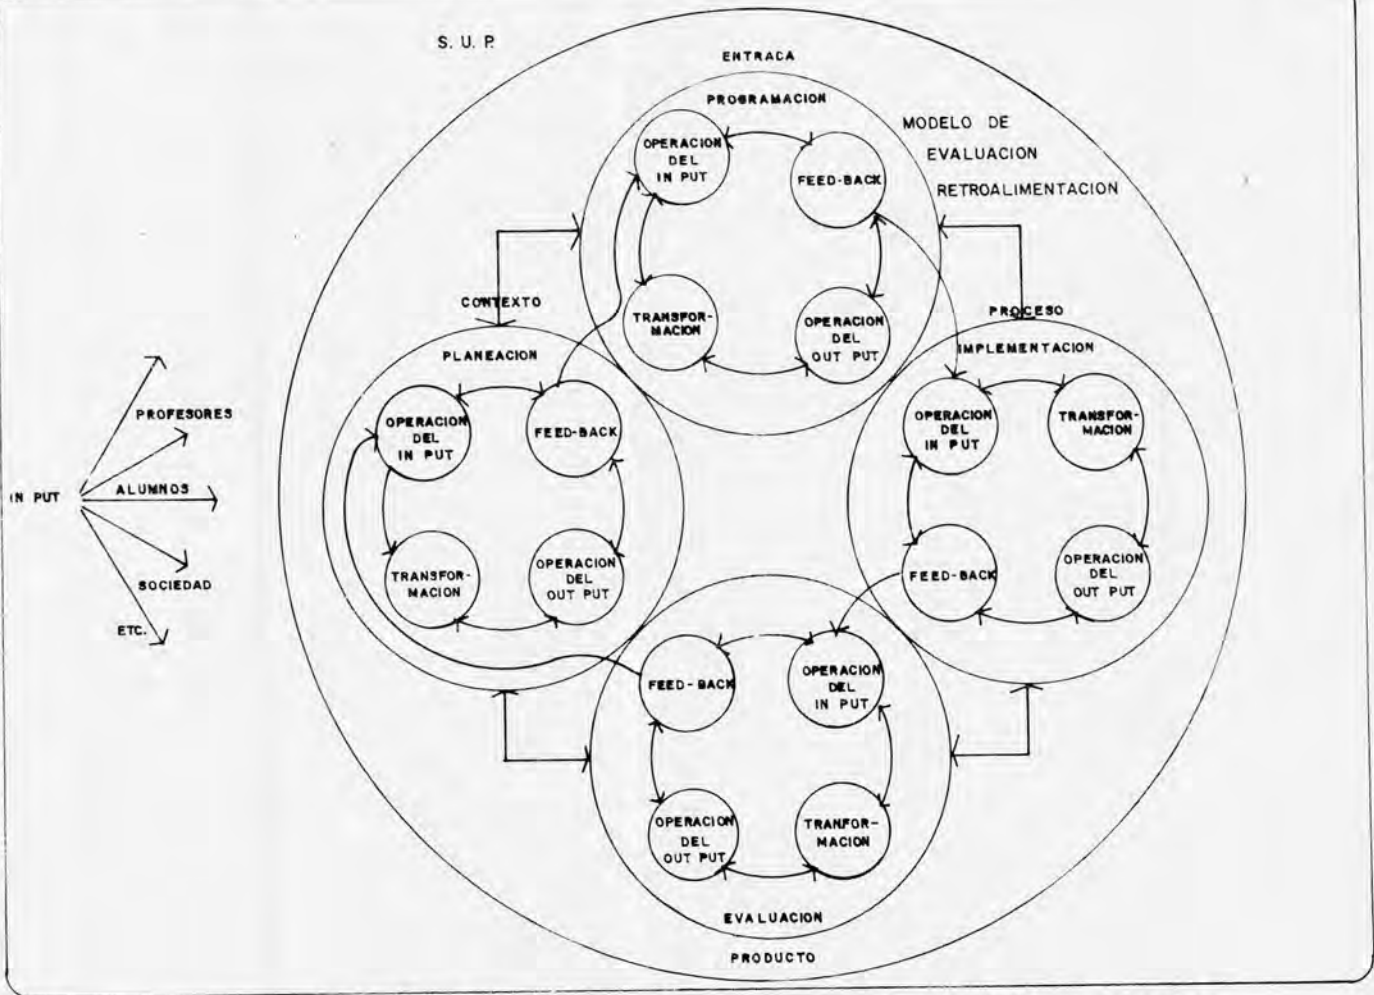 S. U. P.
ENTRACA
PROGRAMACION
MODELO DE
EVALUACION
RETROALIMENTACION
OPERACION
DEL
IN PUT
FEED-BACK
TRANSFOR-
MACION
OPERACION
DEL
OUT PUT
CONTEXTO
PLANEACION
OPERACION
DEL
IN PUT
FEED-BACK
TRANSFOR-
MACION
OPERACION
DEL
OUT PUT
PROCESO
IMPLEMENTACION
OPERACION
DEL
IN PUT
TRANSFOR-
MACION
FEED-BACK
OPERACION
DEL
OUT PUT
IN PUT
PROFESORES
ALUMNOS
SOCIEDAD
ETC.
FEED-BACK
OPERACION
DEL
IN PUT
OPERACION
DEL
OUT PUT
TRANFOR-
MACION
EVALUACION
PRODUCTO